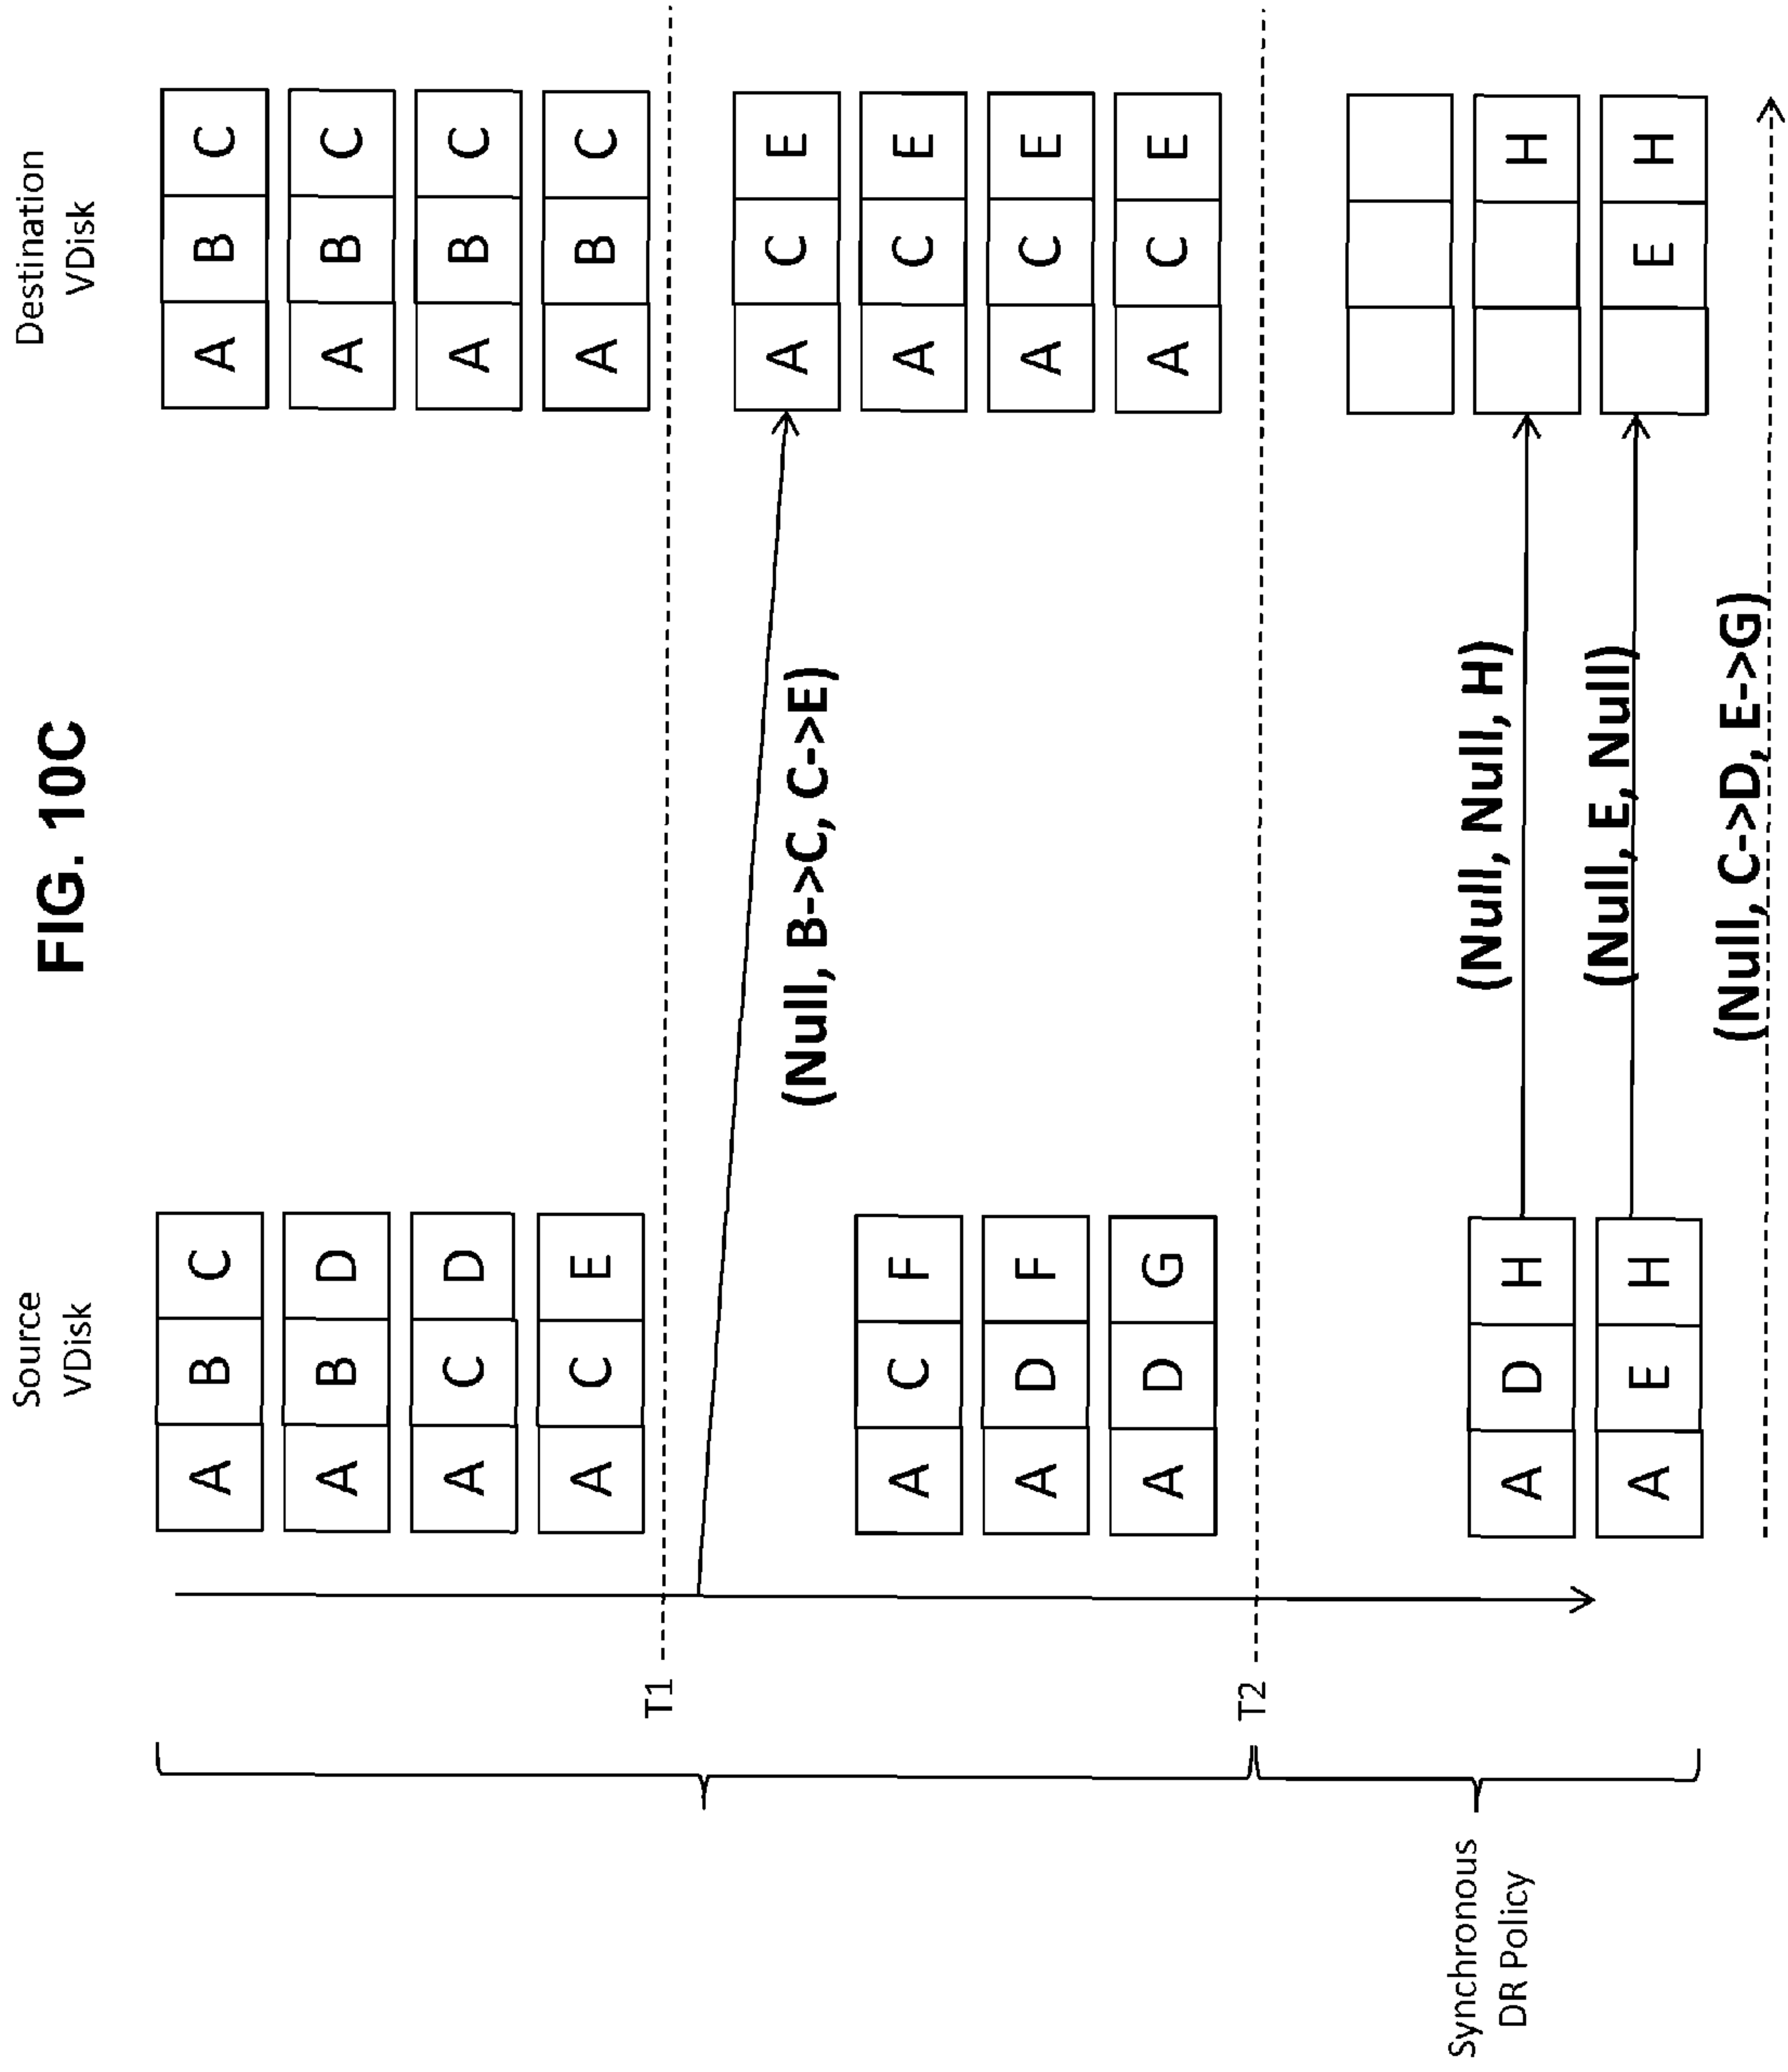 FIG. 10C
Source
VDisk
Destination
VDisk
A B C
A B C
A B D
A B C
A C D
A B C
A C E
A B C
T1
A C E
(Null, B->C, C->E)
A C F
A C E
A D F
A C E
A D G
A C E
T2
Synchronous
DR Policy
(Null, Null, H)
A D H
H
(Null, E, Null)
A E H
E H
(Null, C->D, E->G)